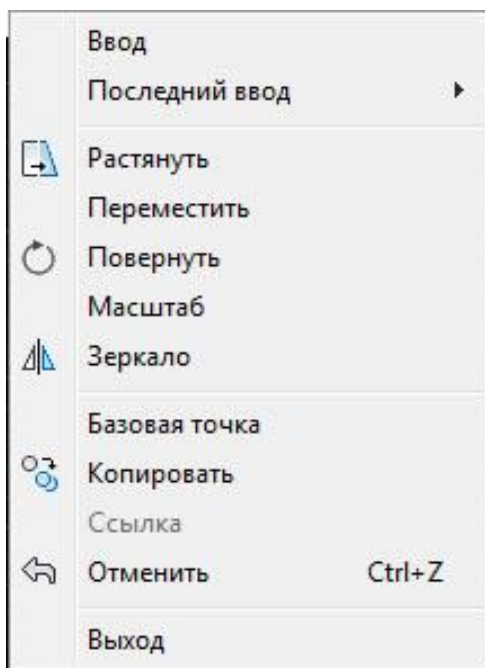 Ввод
Последний ввод
Растянуть
Переместить
Повернуть
Масштаб
Зеркало
Базовая точка
Копировать
Ссылка
Отменить Ctrl+Z
Выход